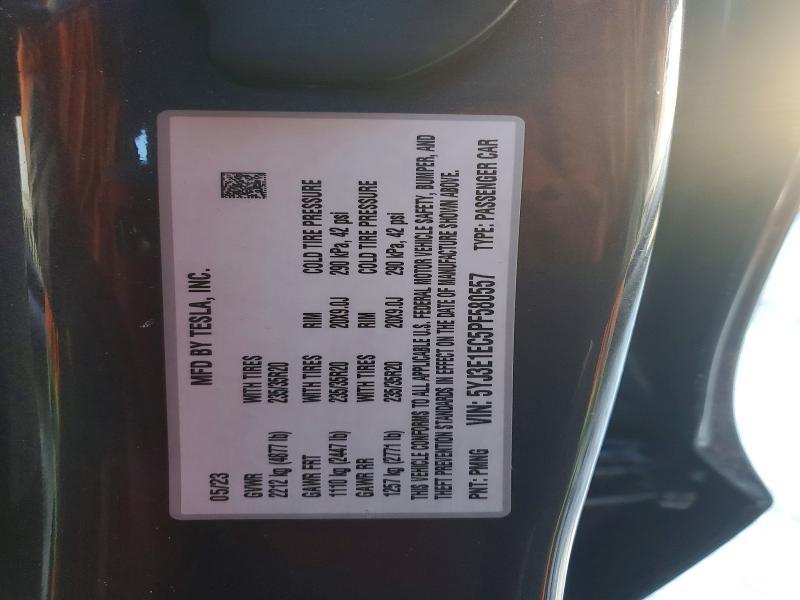 MFD BY TESLA, INC.
05/23
GVWR WITH TIRES
2212 kg (4877 lb) 235/35R20
GAWR FRT WITH TIRES RIM COLD TIRE PRESSURE
1110 kg (2447 lb) 235/35R20 20X9.0J 290 kPa, 42 psi
GAWR RR WITH TIRES RIM COLD TIRE PRESSURE
1257 kg (2771 lb) 235/35R20 20X9.0J 290 kPa, 42 psi
THIS VEHICLE CONFORMS TO ALL APPLICABLE U.S. FEDERAL MOTOR VEHICLE SAFETY, BUMPER, AND
THEFT PREVENTION STANDARDS IN EFFECT ON THE DATE OF MANUFACTURE SHOWN ABOVE.
PNT: PMNG VIN: 5YJ3E1EC5PF580557 TYPE: PASSENGER CAR